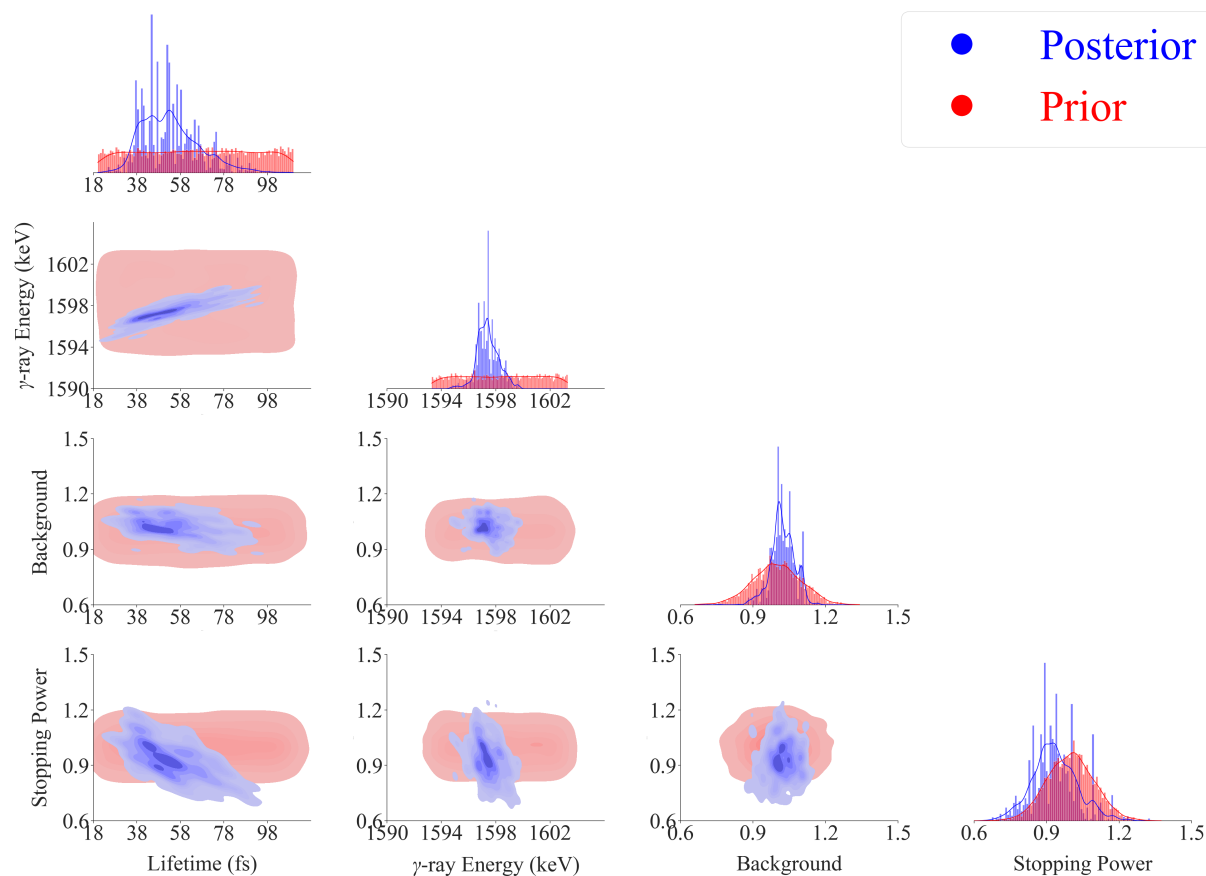 Posterior
Prior
18 38 58 78 98
γ-ray Energy (keV)
1602
1598
1594
1590
18 38 58 78 98
1590 1594 1598 1602
Background
1.5
1.2
0.9
0.6
18 38 58 78 98
1.5
1.2
0.9
0.6
1590 1594 1598 1602
0.6 0.9 1.2 1.5
Stopping Power
1.5
1.2
0.9
0.6
18 38 58 78 98
Lifetime (fs)
1.5
1.2
0.9
0.6
1590 1594 1598 1602
γ-ray Energy (keV)
1.5
1.2
0.9
0.6
0.6 0.9 1.2 1.5
Background
0.6 0.9 1.2 1.5
Stopping Power